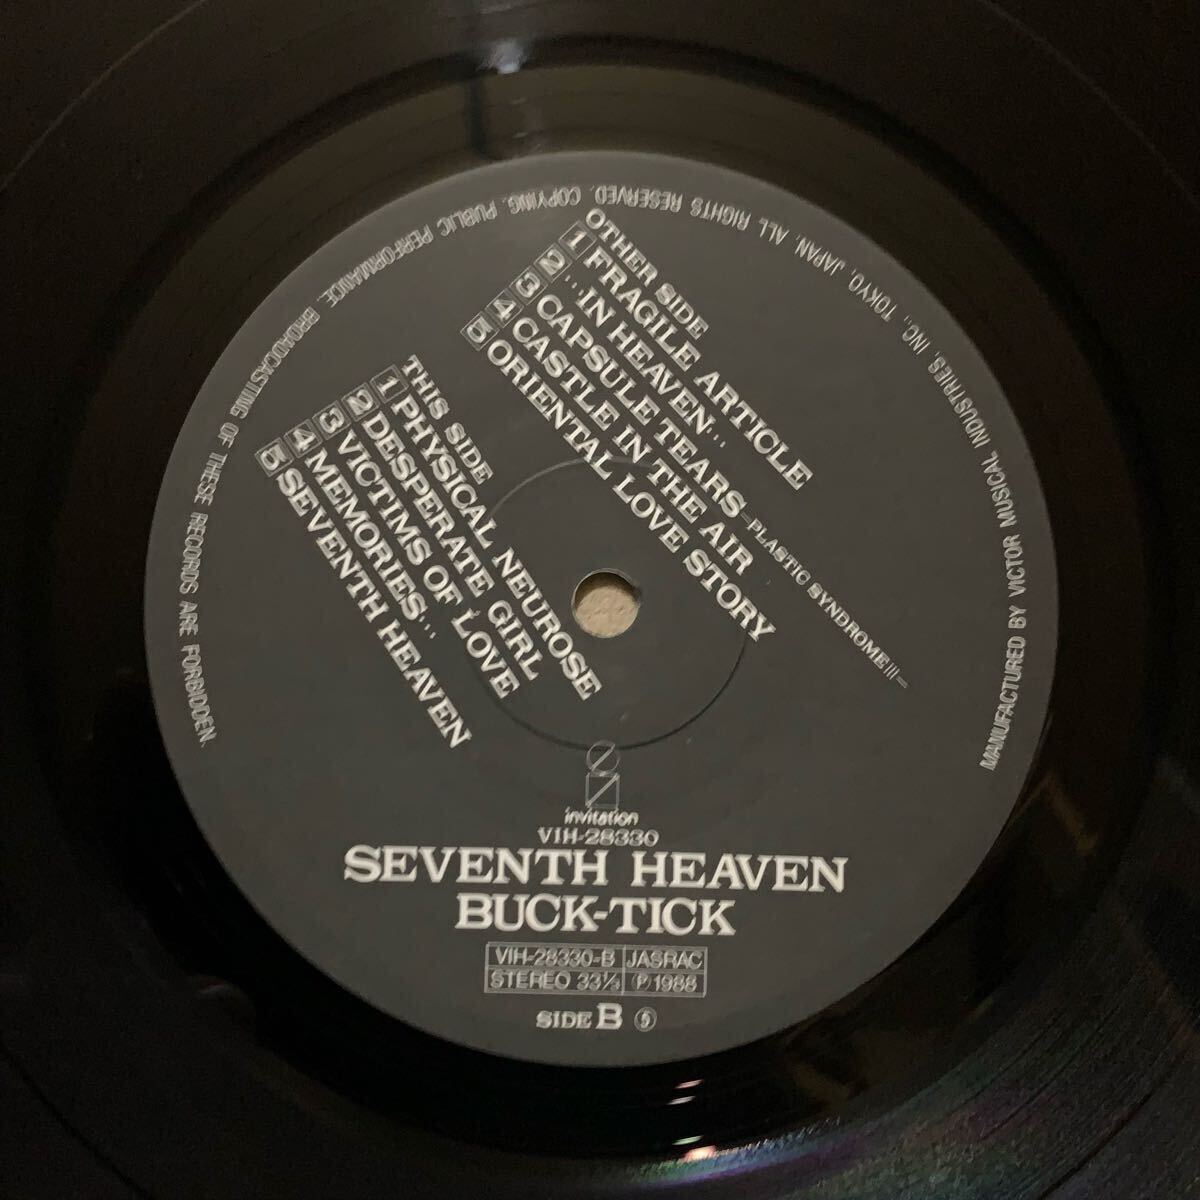 MANUFACTURED BY VICTOR MUSICAL INDUSTRIES, INC., TOKYO, JAPAN. ALL RIGHTS RESERVED. COPYING, PUBLIC PERFORMANCE, BROADCASTING OF THESE RECORDS ARE FORBIDDEN.
OTHER SIDE
1 FRAGILE ARTICLE
2 …IN HEAVEN…
3 CAPSULE TEARS—PLASTIC SYNDROME III—
4 CASTLE IN THE AIR
5 ORIENTAL LOVE STORY
THIS SIDE
1 PHYSICAL NEUROSE
2 DESPERATE GIRL
3 VICTIMS OF LOVE
4 MEMORIES…
5 SEVENTH HEAVEN
invitation
VIH-28330
SEVENTH HEAVEN
BUCK-TICK
VIH-28330-B JASRAC
STEREO 33⅓ Ⓟ1988
SIDE B ⑤